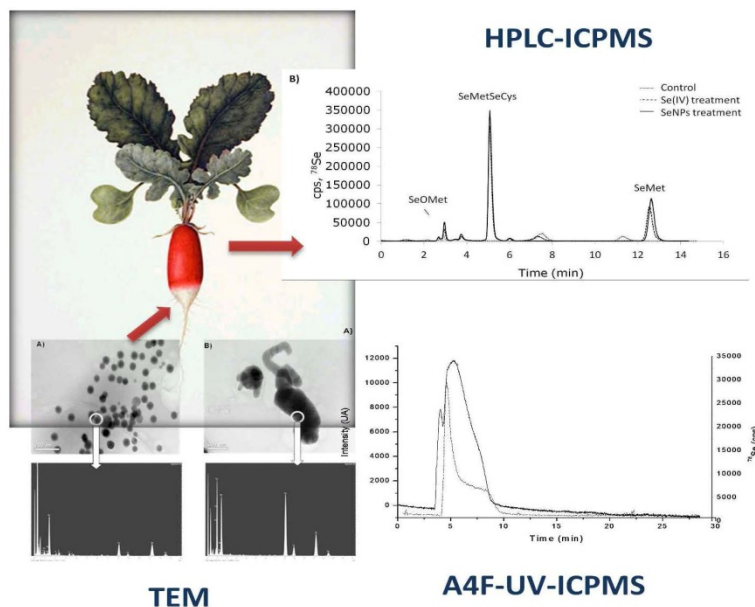 HPLC-ICPMS
B)
Control
Se(IV) treatment
SeNPs treatment
SeMetSeCys
SeOMet
SeMet
cps, ⁷⁸Se
400000
350000
300000
250000
200000
150000
100000
50000
0
0 2 4 6 8 10 12 14 16
Time (min)
A)
A)
B)
Intensity (UA)
12000
10000
8000
6000
4000
2000
0
35000
30000
25000
20000
15000
10000
5000
0
⁷⁸Se (cps)
0 5 10 15 20 25 30
Time (min)
TEM
A4F-UV-ICPMS